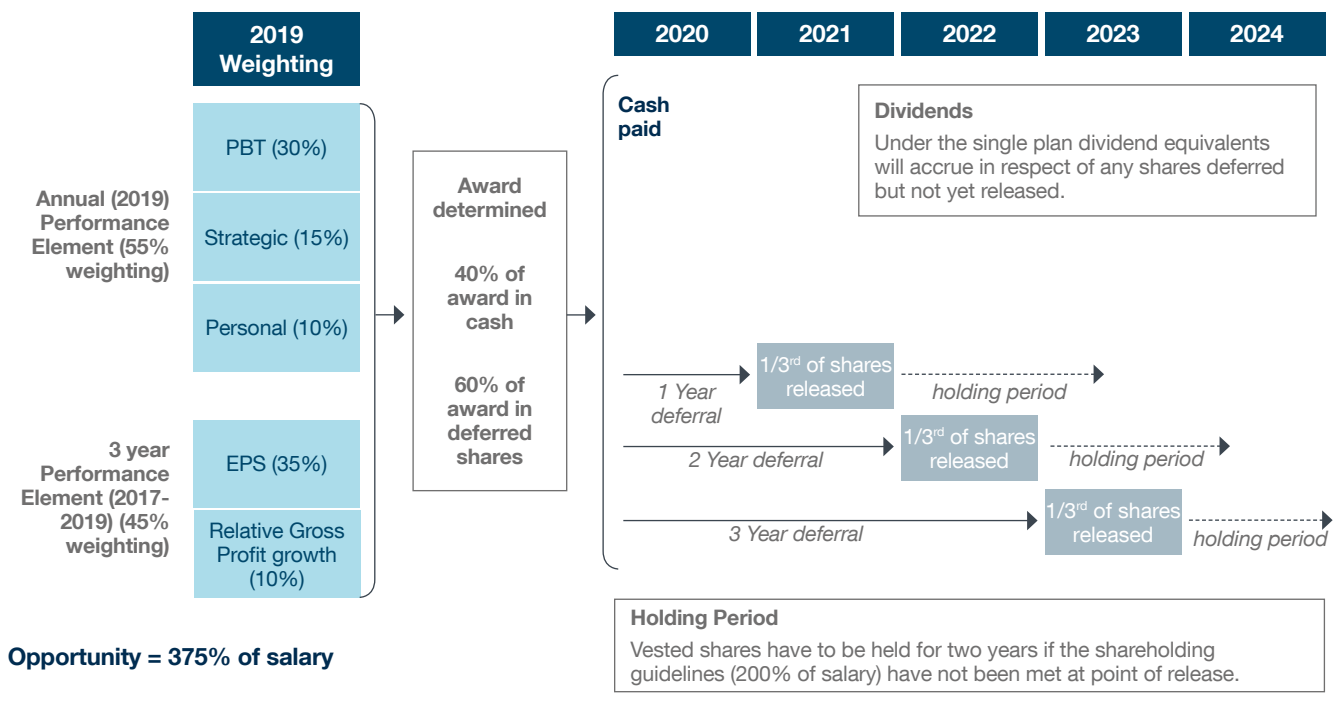 2019
Weighting
2020
2021
2022
2023
2024
Annual (2019)
Performance
Element (55%
weighting)
PBT (30%)
Strategic (15%)
Personal (10%)
3 year
Performance
Element (2017-
2019) (45%
weighting)
EPS (35%)
Relative Gross
Profit growth
(10%)
Opportunity = 375% of salary
Award
determined
40% of
award in
cash
60% of
award in
deferred
shares
Cash
paid
Dividends
Under the single plan dividend equivalents
will accrue in respect of any shares deferred
but not yet released.
1 Year
deferral
1/3rd of shares
released
holding period
2 Year deferral
1/3rd of shares
released
holding period
3 Year deferral
1/3rd of shares
released
holding period
Holding Period
Vested shares have to be held for two years if the shareholding
guidelines (200% of salary) have not been met at point of release.